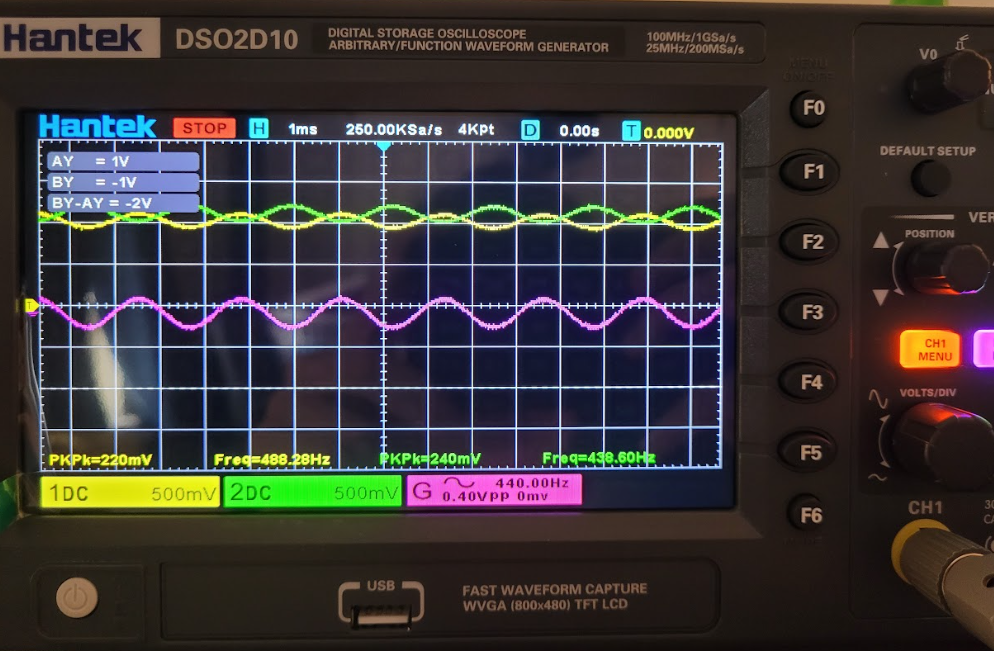 Hantek DSO2D10 DIGITAL STORAGE OSCILLOSCOPE 100MHz/1GSa/s
ARBITRARY/FUNCTION WAVEFORM GENERATOR 25MHz/200MSa/s
V0
Hantek STOP H 1ms 250.00KSa/s 4KPt D 0.00s T 0.000V
AY = 1V
BY = -1V
BY-AY = -2V
T
PKPk=220mV Freq=488.28Hz PKPk=240mV Freq=438.60Hz
1DC 500mV 2DC 500mV G 440.00Hz
0.40VPP 0mv
F0
F1
F2
F3
F4
F5
F6
DEFAULT SETUP
VER
POSITION
CH1
MENU
VOLTS/DIV
CH1
USB
FAST WAVEFORM CAPTURE
WVGA (800x480) TFT LCD